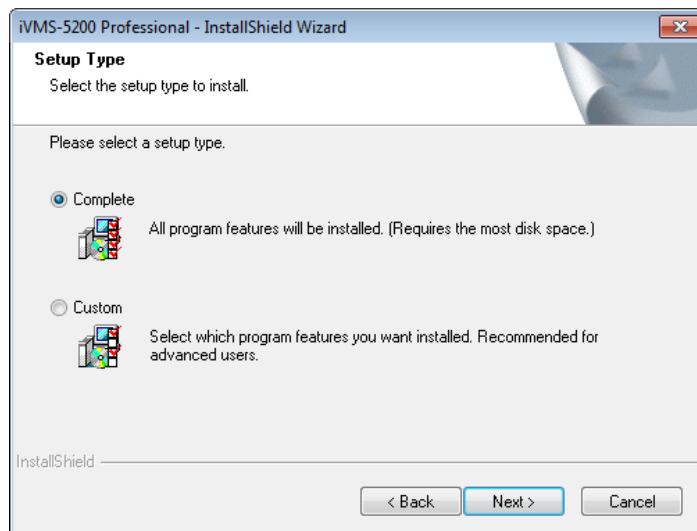 iVMS-5200 Professional - InstallShield Wizard
Setup Type
Select the setup type to install.
Please select a setup type.
Complete
All program features will be installed. (Requires the most disk space.)
Custom
Select which program features you want installed. Recommended for
advanced users.
InstallShield
< Back
Next >
Cancel